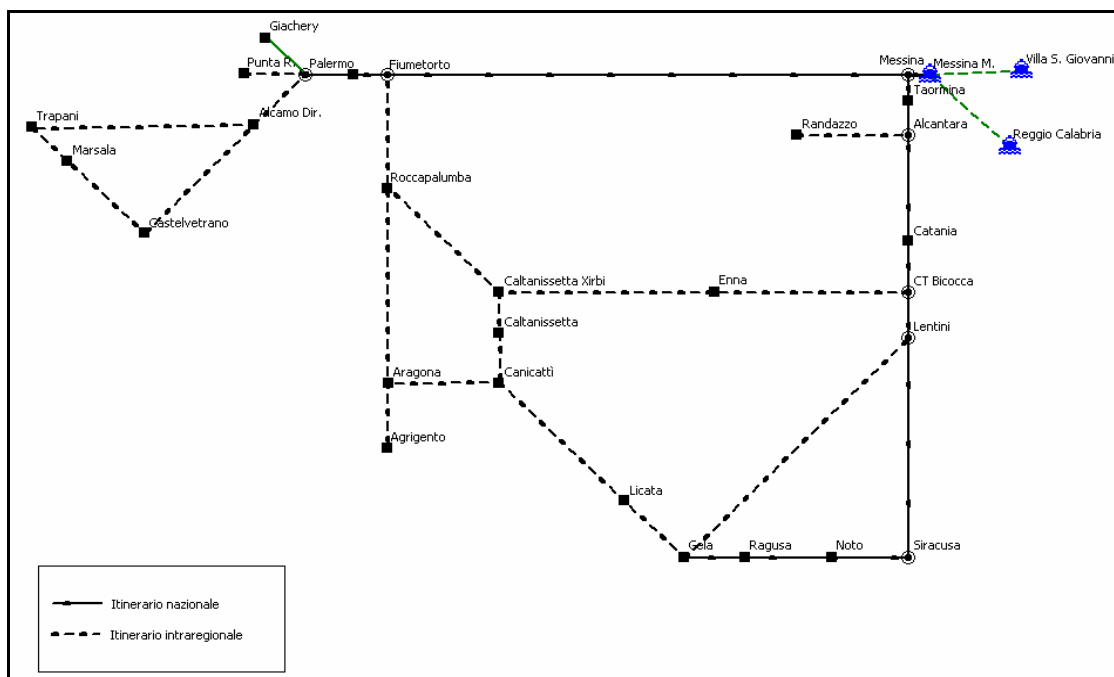 Giachery
Punta R.
Palermo
Fiumetorto
Messina
Messina M.
Villa S. Giovanni
Taormina
Trapani
Alcamo Dir.
Randazzo
Alcantara
Reggio Calabria
Marsala
Roccapalumba
Castelvetrano
Catania
Caltanissetta Xirbi
Enna
CT Bicocca
Caltanissetta
Lentini
Aragona
Canicattì
Agrigento
Licata
Gela
Ragusa
Noto
Siracusa
Itinerario nazionale
Itinerario intraregionale